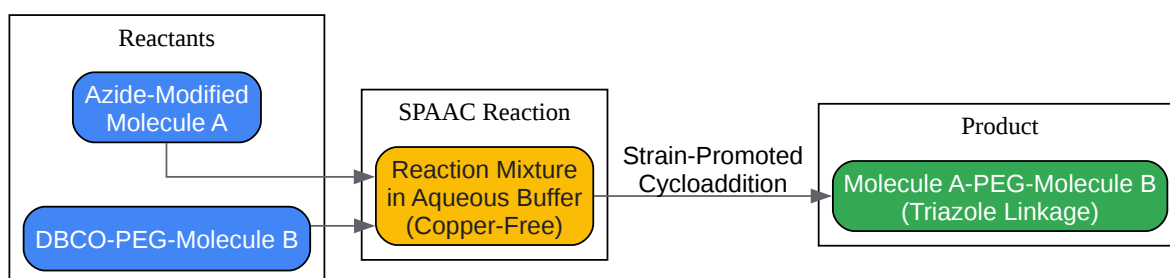 Reactants
Azide-Modified
Molecule A
DBCO-PEG-Molecule B
SPAAC Reaction
Reaction Mixture
in Aqueous Buffer
(Copper-Free)
Strain-Promoted
Cycloaddition
Product
Molecule A-PEG-Molecule B
(Triazole Linkage)